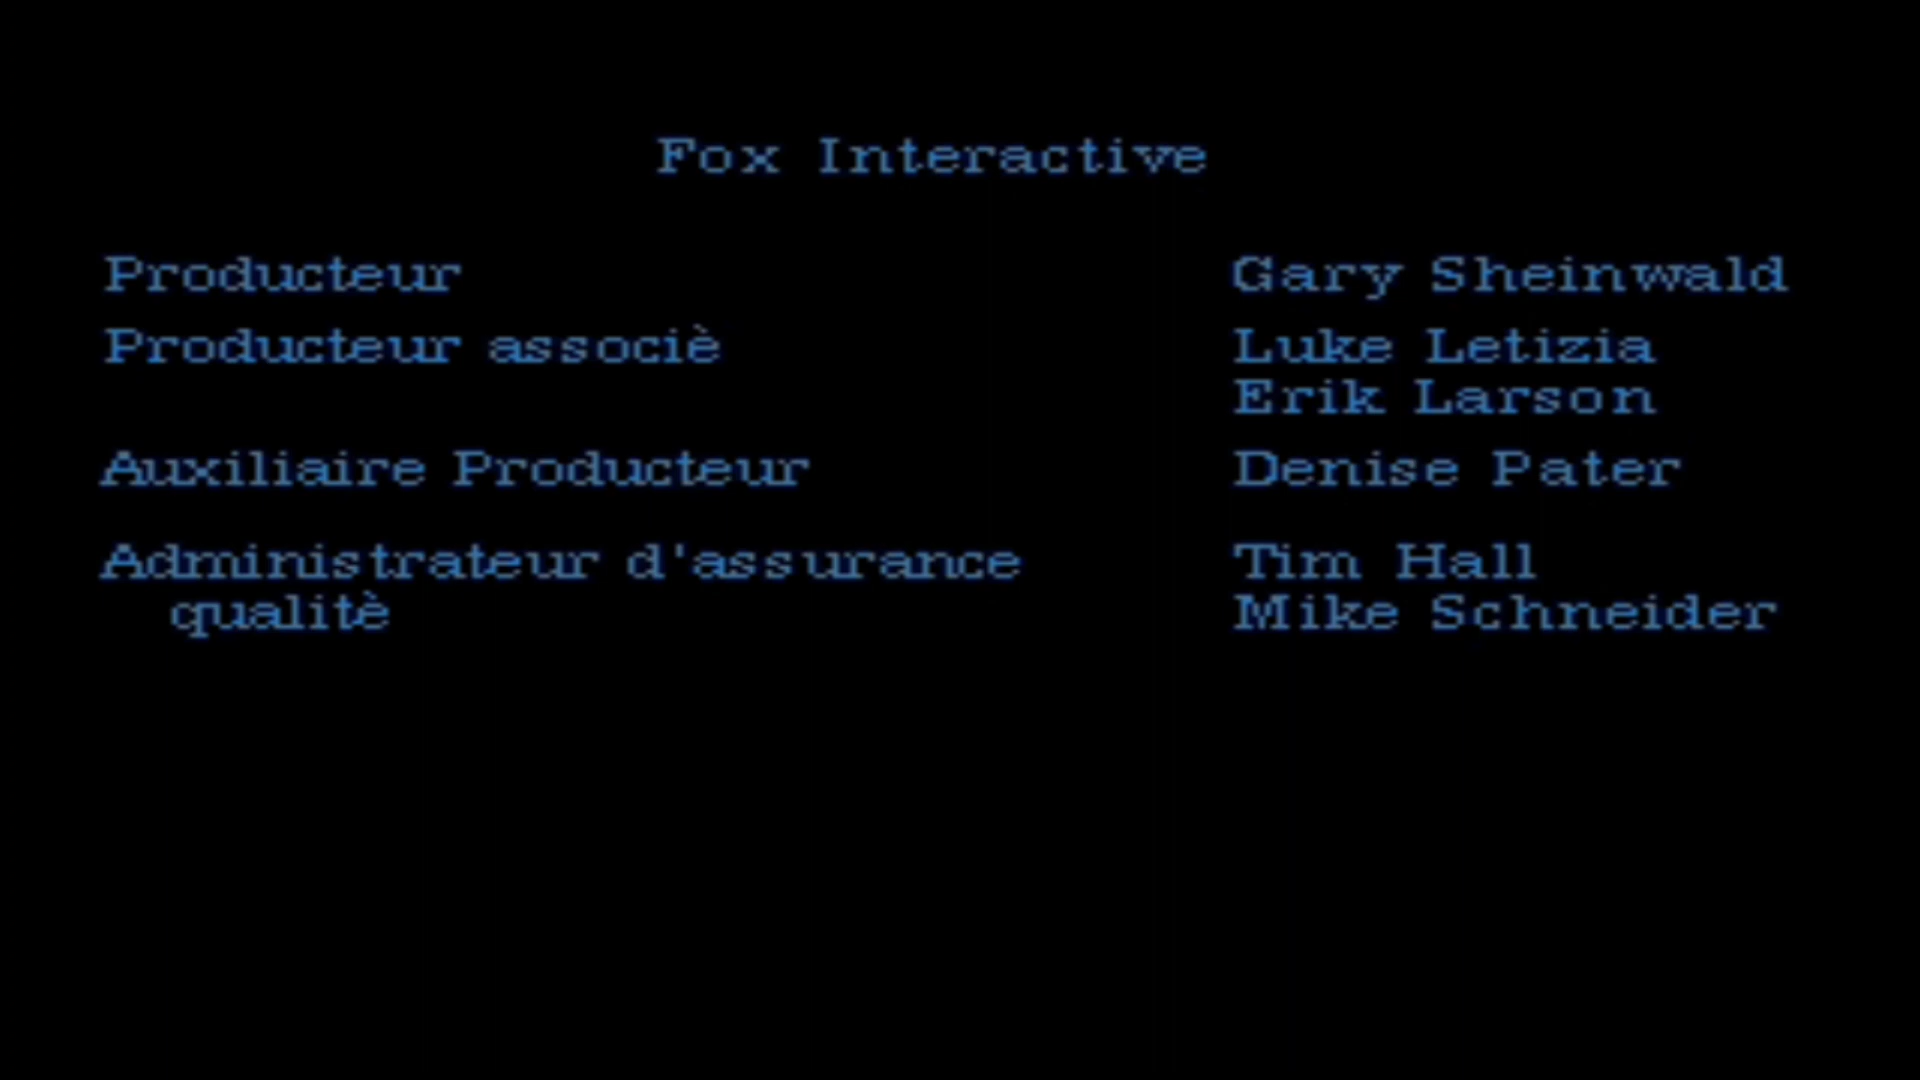 Fox Interactive
Producteur Gary Sheinwald
Producteur associè Luke Letizia
Erik Larson
Auxiliaire Producteur Denise Pater
Administrateur d'assurance Tim Hall
qualitè Mike Schneider